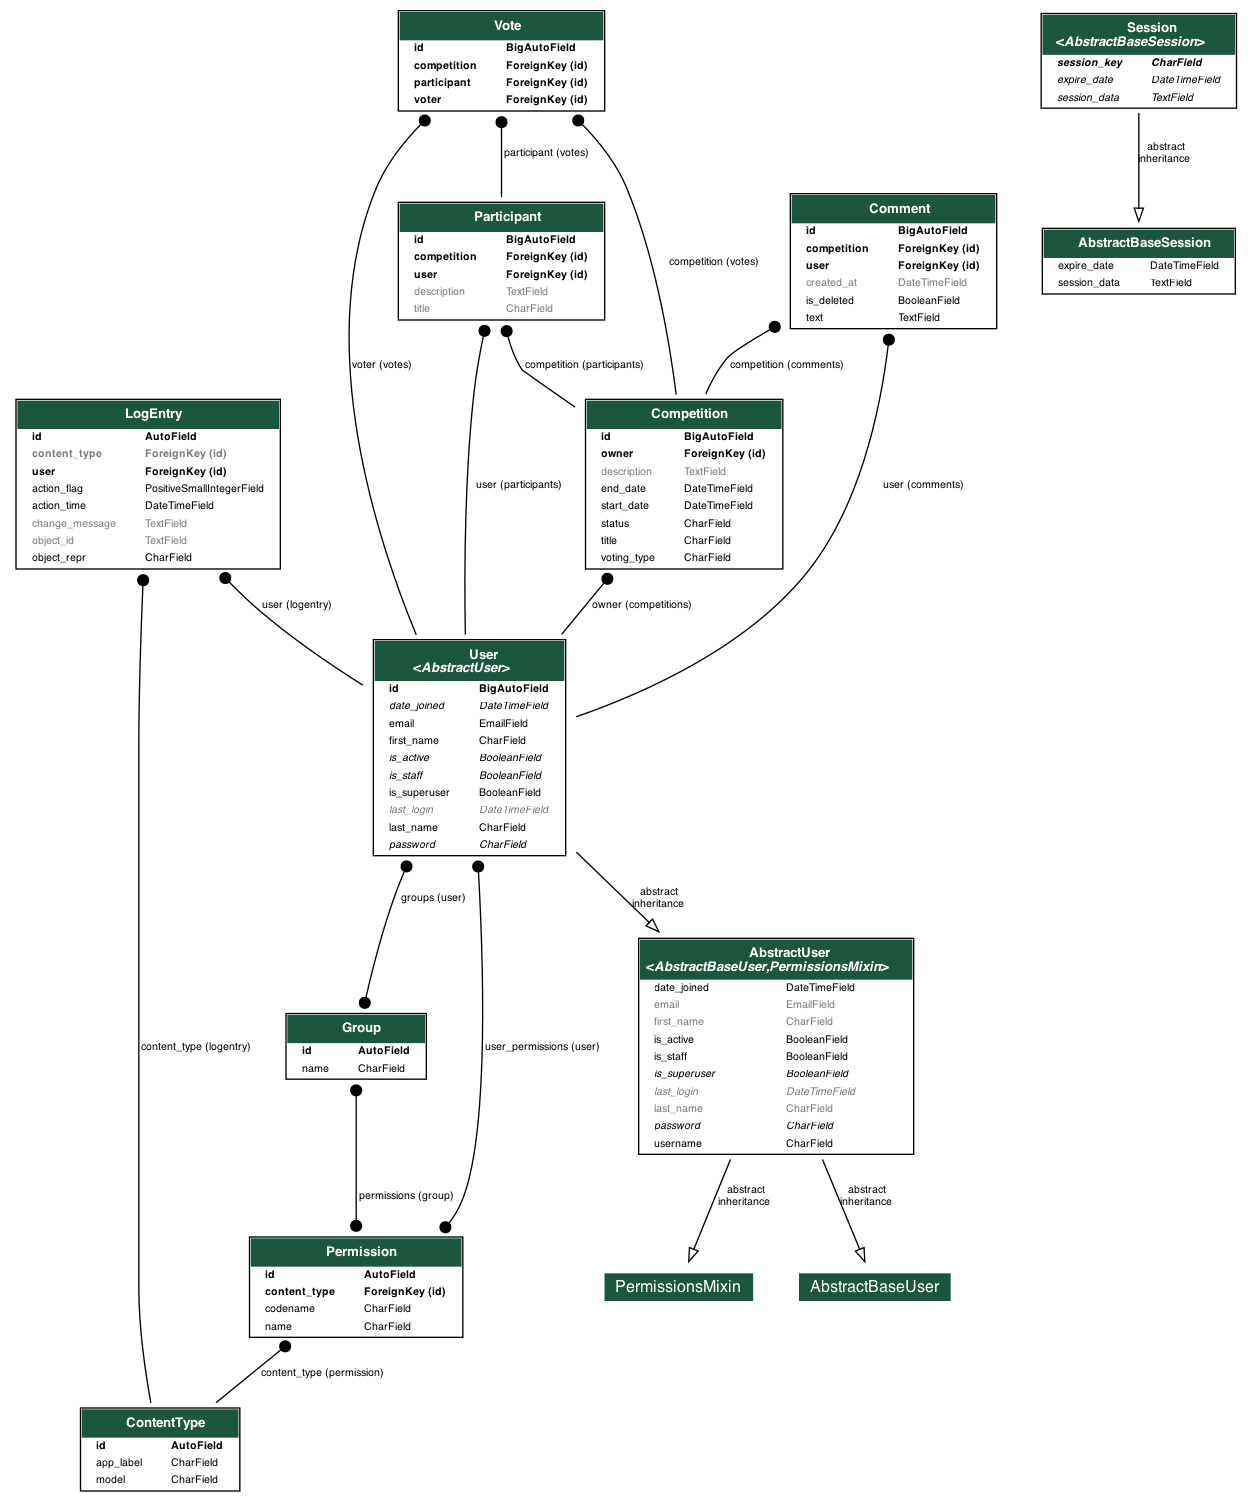 Vote
id BigAutoField
competition ForeignKey (id)
participant ForeignKey (id)
voter ForeignKey (id)
Session
<AbstractBaseSession>
session_key CharField
expire_date DateTimeField
session_data TextField
participant (votes)
abstract
inheritance
Participant
id BigAutoField
competition ForeignKey (id)
user ForeignKey (id)
description TextField
title CharField
Comment
id BigAutoField
competition ForeignKey (id)
user ForeignKey (id)
created_at DateTimeField
is_deleted BooleanField
text TextField
AbstractBaseSession
expire_date DateTimeField
session_data TextField
competition (votes)
voter (votes)
competition (participants)
competition (comments)
LogEntry
id AutoField
content_type ForeignKey (id)
user ForeignKey (id)
action_flag PositiveSmallIntegerField
action_time DateTimeField
change_message TextField
object_id TextField
object_repr CharField
Competition
id BigAutoField
owner ForeignKey (id)
description TextField
end_date DateTimeField
start_date DateTimeField
status CharField
title CharField
voting_type CharField
user (participants)
user (comments)
user (logentry)
owner (competitions)
User
<AbstractUser>
id BigAutoField
date_joined DateTimeField
email EmailField
first_name CharField
is_active BooleanField
is_staff BooleanField
is_superuser BooleanField
last_login DateTimeField
last_name CharField
password CharField
groups (user)
abstract
inheritance
AbstractUser
<AbstractBaseUser,PermissionsMixin>
date_joined DateTimeField
email EmailField
first_name CharField
is_active BooleanField
is_staff BooleanField
is_superuser BooleanField
last_login DateTimeField
last_name CharField
password CharField
username CharField
Group
id AutoField
name CharField
content_type (logentry)
user_permissions (user)
permissions (group)
abstract
inheritance
abstract
inheritance
Permission
id AutoField
content_type ForeignKey (id)
codename CharField
name CharField
PermissionsMixin
AbstractBaseUser
content_type (permission)
ContentType
id AutoField
app_label CharField
model CharField